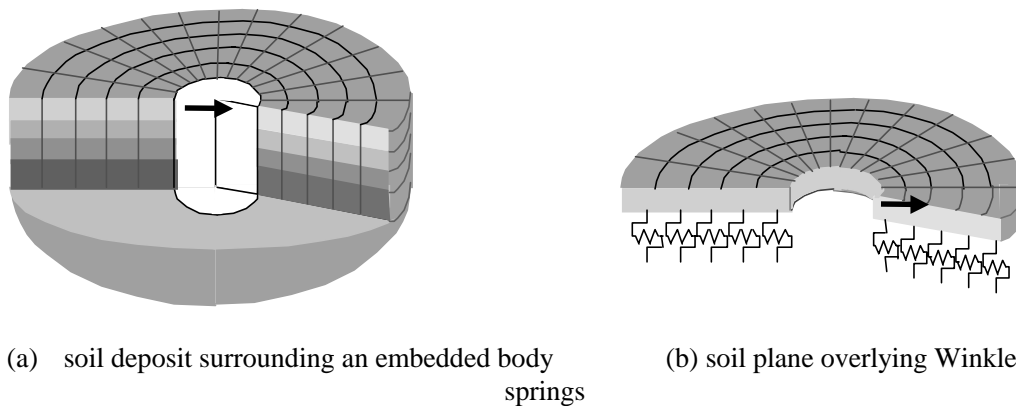 (a) soil deposit surrounding an embedded body (b) soil plane overlying Winkle
springs